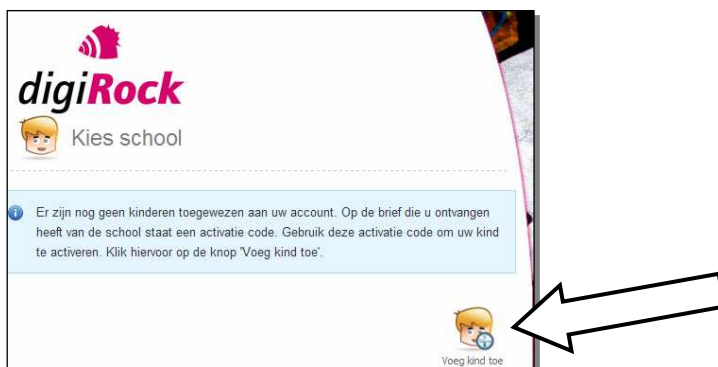 digiRock
Kies school
Er zijn nog geen kinderen toegewezen aan uw account. Op de brief die u ontvangen
heeft van de school staat een activatie code. Gebruik deze activatie code om uw kind
te activeren. Klik hiervoor op de knop 'Voeg kind toe'.
Voeg kind toe